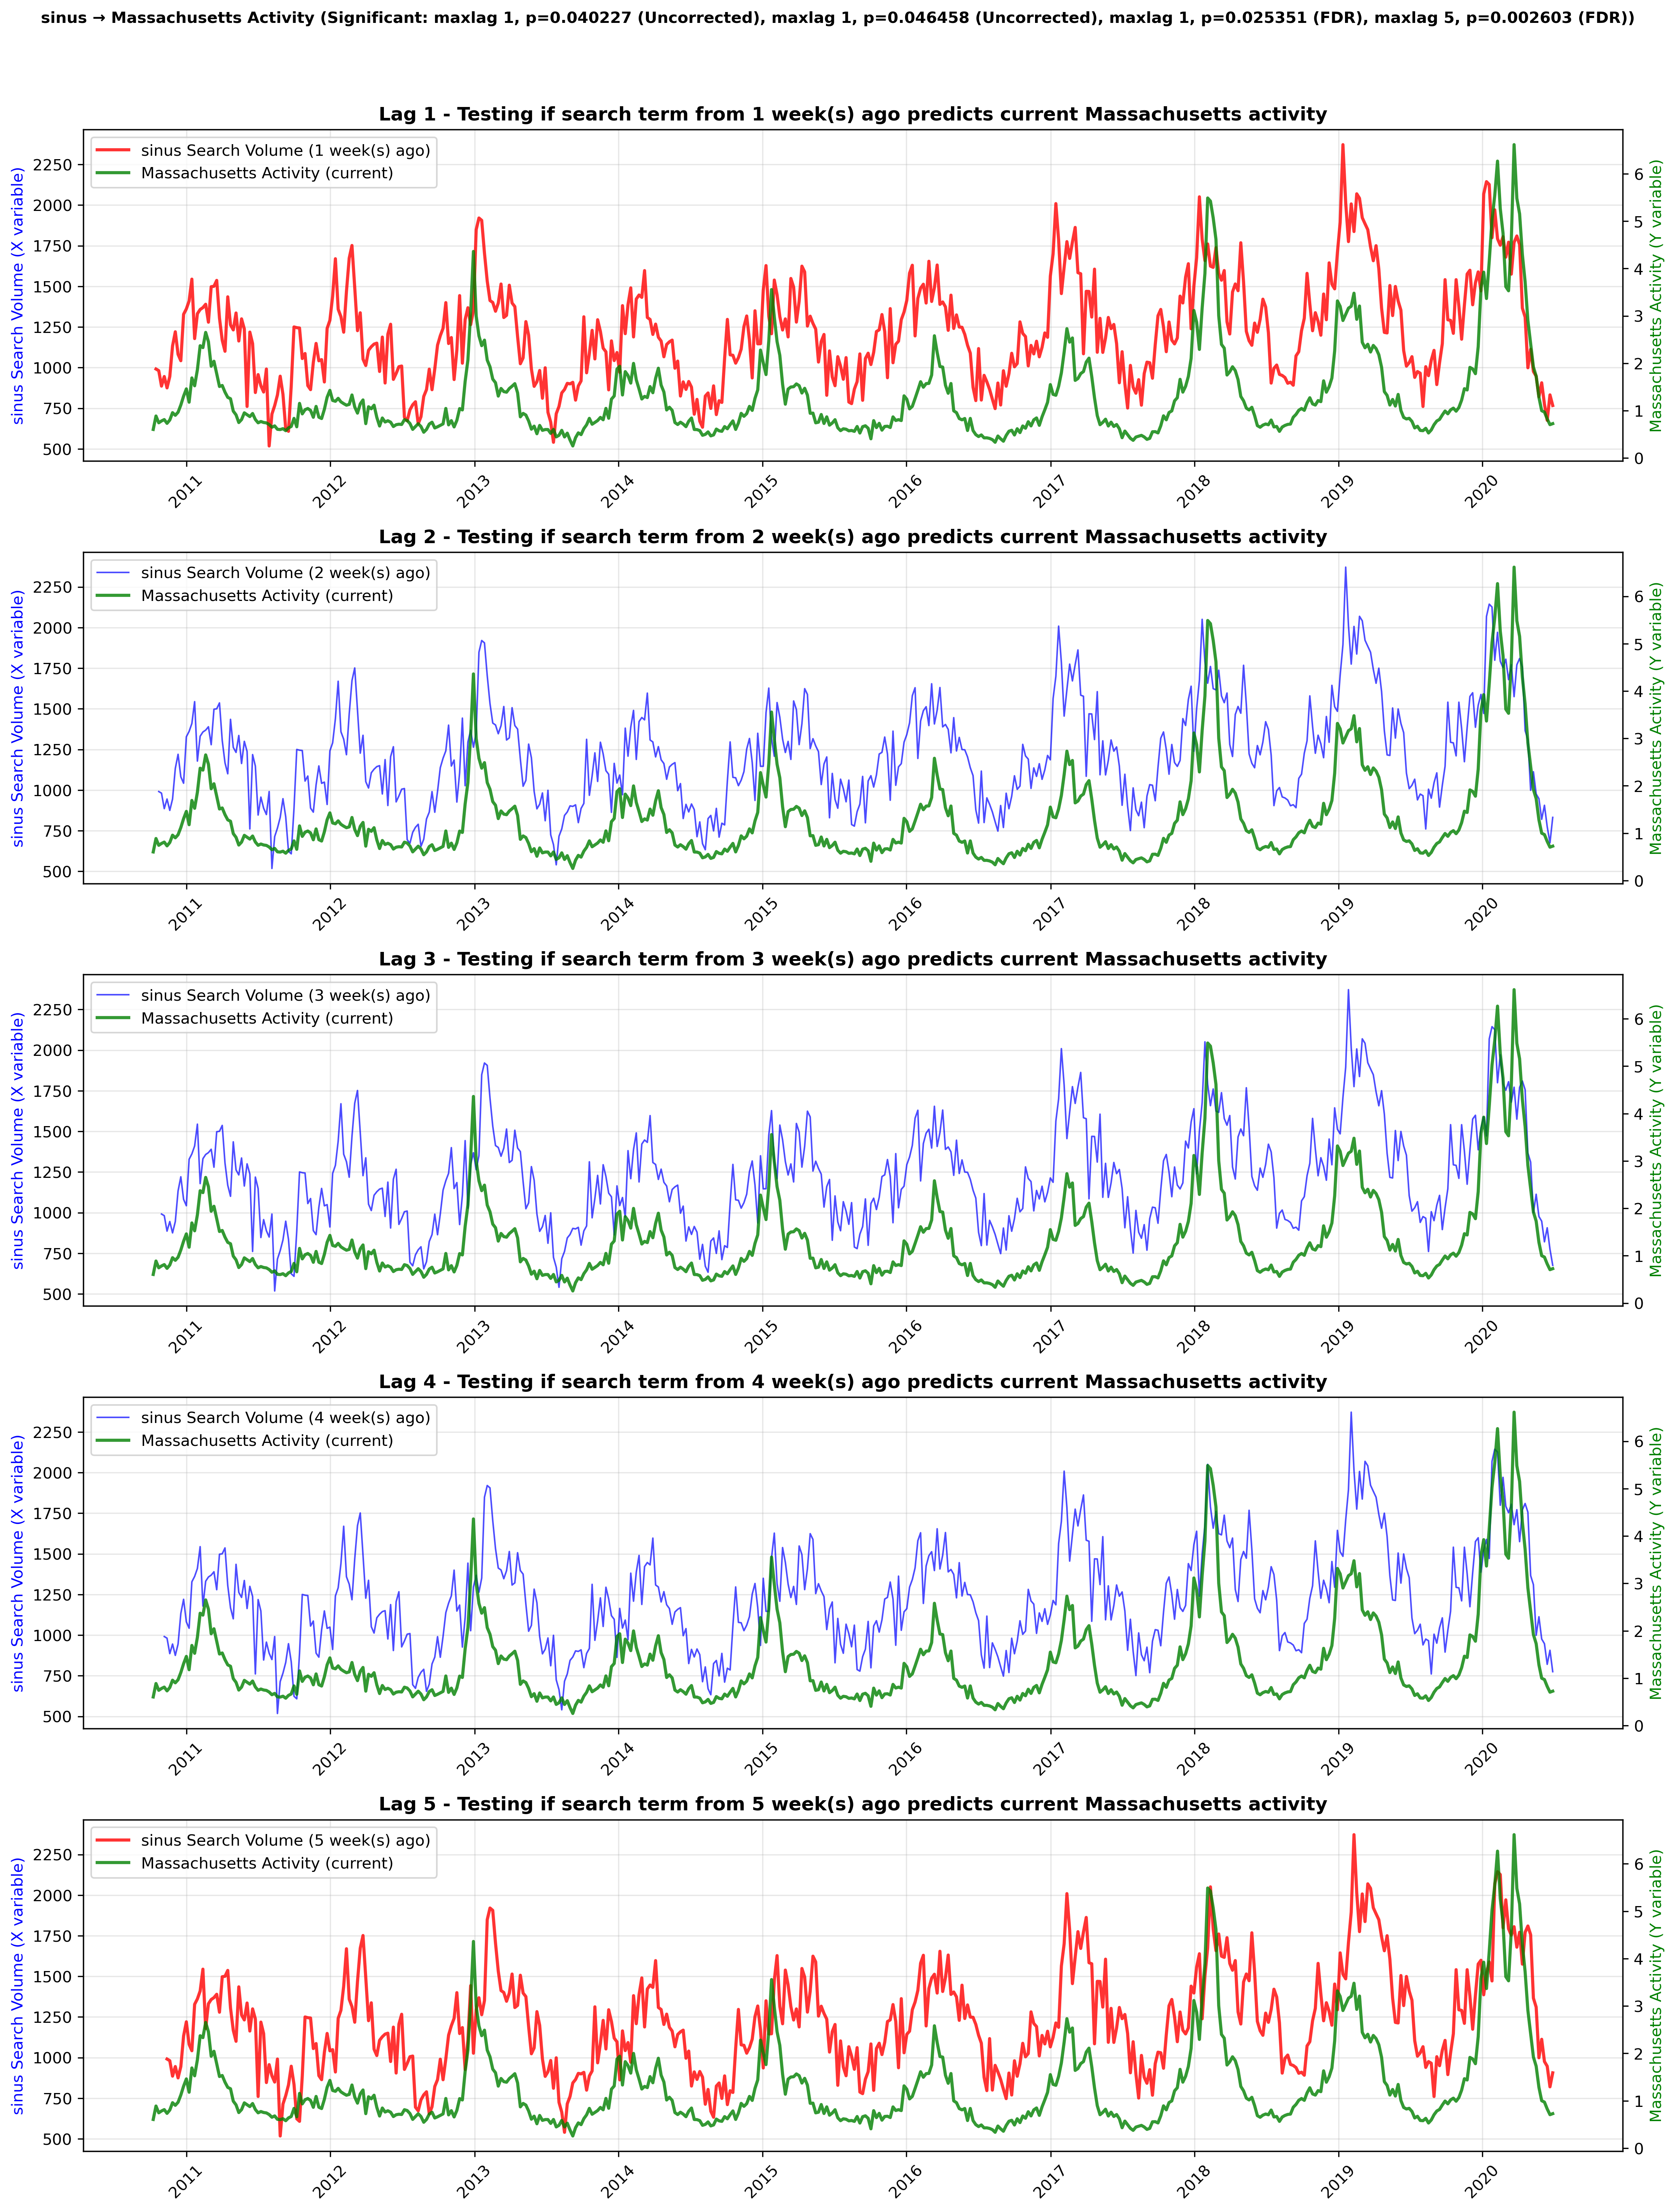 sinus → Massachusetts Activity (Significant: maxlag 1, p=0.040227 (Uncorrected), maxlag 1, p=0.046458 (Uncorrected), maxlag 1, p=0.025351 (FDR), maxlag 5, p=0.002603 (FDR))
Lag 1 - Testing if search term from 1 week(s) ago predicts current Massachusetts activity
sinus Search Volume (1 week(s) ago)
Massachusetts Activity (current)
sinus Search Volume (X variable)
2250
2000
1750
1500
1250
1000
750
500
6
5
4
3
2
1
0
Massachusetts Activity (Y variable)
2011 2012 2013 2014 2015 2016 2017 2018 2019 2020
Lag 2 - Testing if search term from 2 week(s) ago predicts current Massachusetts activity
sinus Search Volume (2 week(s) ago)
Massachusetts Activity (current)
sinus Search Volume (X variable)
2250
2000
1750
1500
1250
1000
750
500
6
5
4
3
2
1
0
Massachusetts Activity (Y variable)
2011 2012 2013 2014 2015 2016 2017 2018 2019 2020
Lag 3 - Testing if search term from 3 week(s) ago predicts current Massachusetts activity
sinus Search Volume (3 week(s) ago)
Massachusetts Activity (current)
sinus Search Volume (X variable)
2250
2000
1750
1500
1250
1000
750
500
6
5
4
3
2
1
0
Massachusetts Activity (Y variable)
2011 2012 2013 2014 2015 2016 2017 2018 2019 2020
Lag 4 - Testing if search term from 4 week(s) ago predicts current Massachusetts activity
sinus Search Volume (4 week(s) ago)
Massachusetts Activity (current)
sinus Search Volume (X variable)
2250
2000
1750
1500
1250
1000
750
500
6
5
4
3
2
1
0
Massachusetts Activity (Y variable)
2011 2012 2013 2014 2015 2016 2017 2018 2019 2020
Lag 5 - Testing if search term from 5 week(s) ago predicts current Massachusetts activity
sinus Search Volume (5 week(s) ago)
Massachusetts Activity (current)
sinus Search Volume (X variable)
2250
2000
1750
1500
1250
1000
750
500
6
5
4
3
2
1
0
Massachusetts Activity (Y variable)
2011 2012 2013 2014 2015 2016 2017 2018 2019 2020